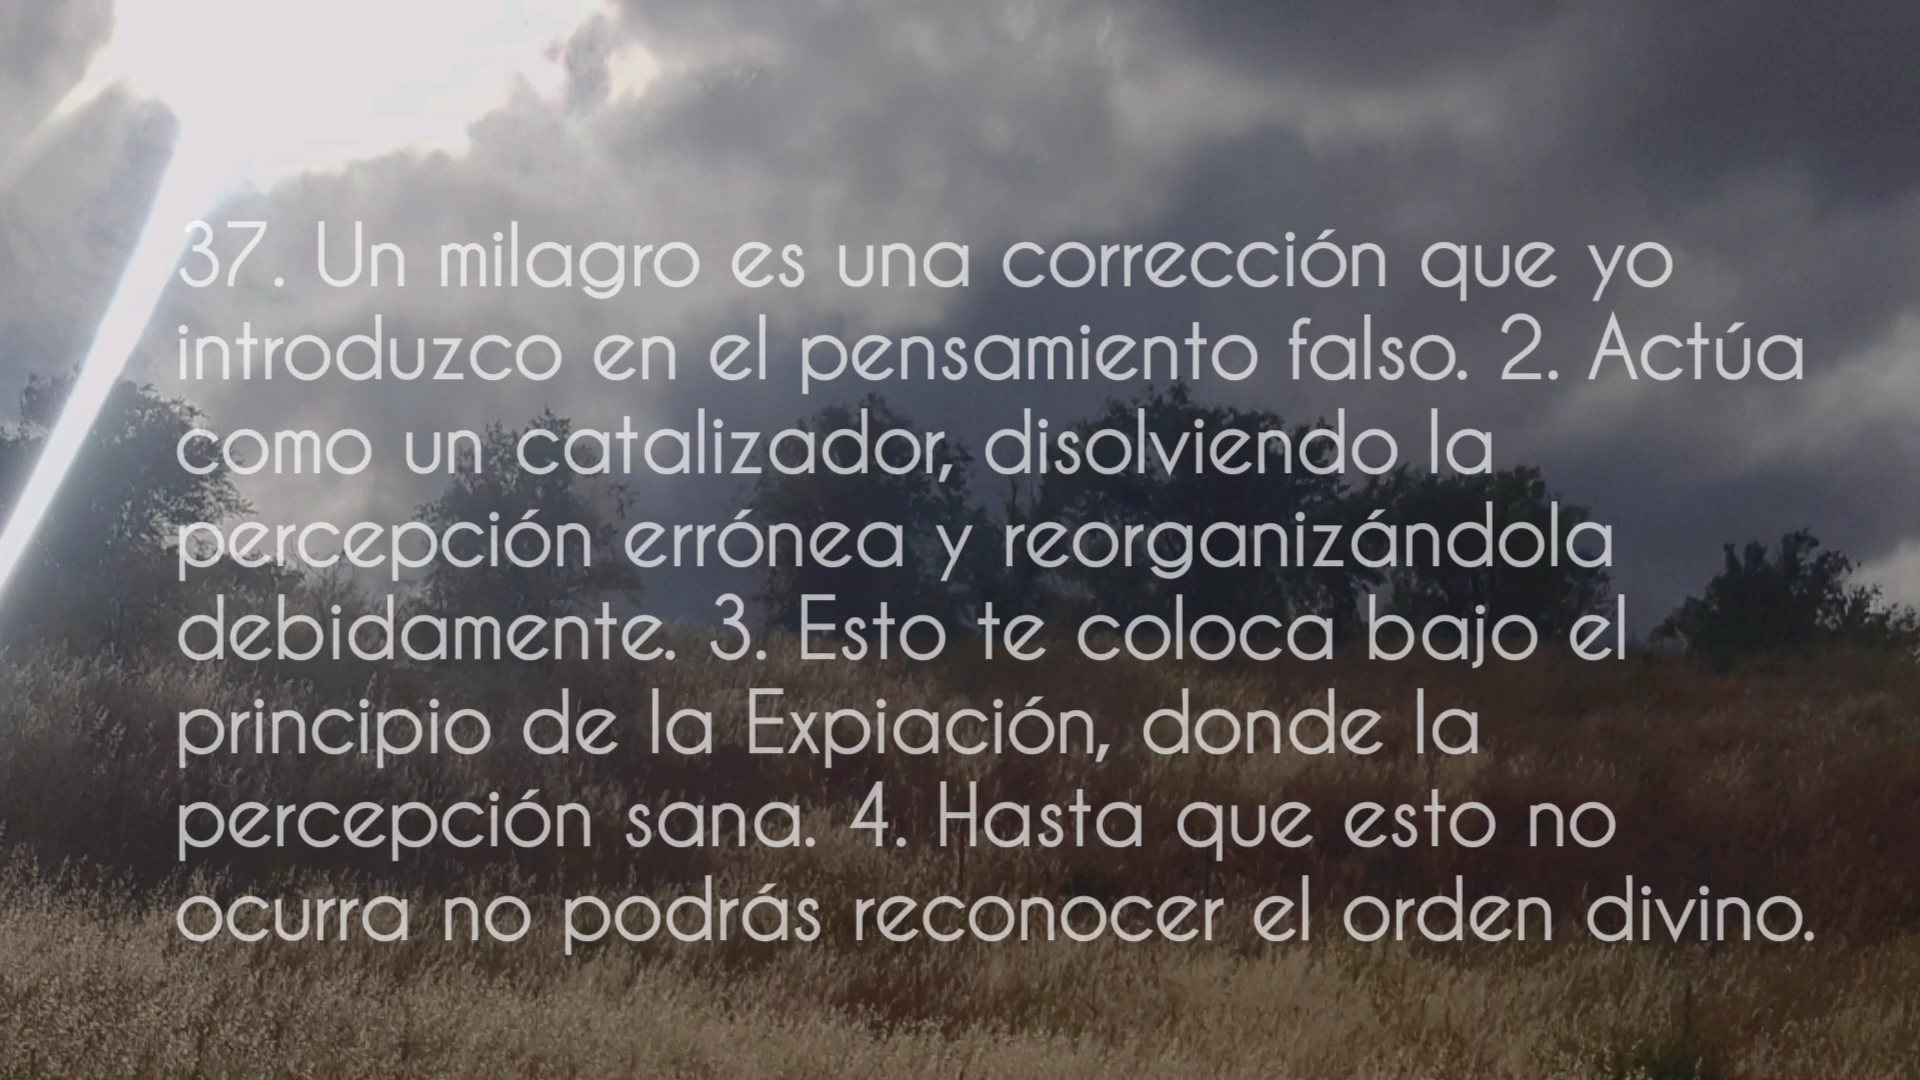 37. Un milagro es una corrección que yo
introduzco en el pensamiento falso. 2. Actúa
como un catalizador, disolviendo la
percepción errónea y reorganizándola
debidamente. 3. Esto te coloca bajo el
principio de la Expiación, donde la
percepción sana. 4. Hasta que esto no
ocurra no podrás reconocer el orden divino.